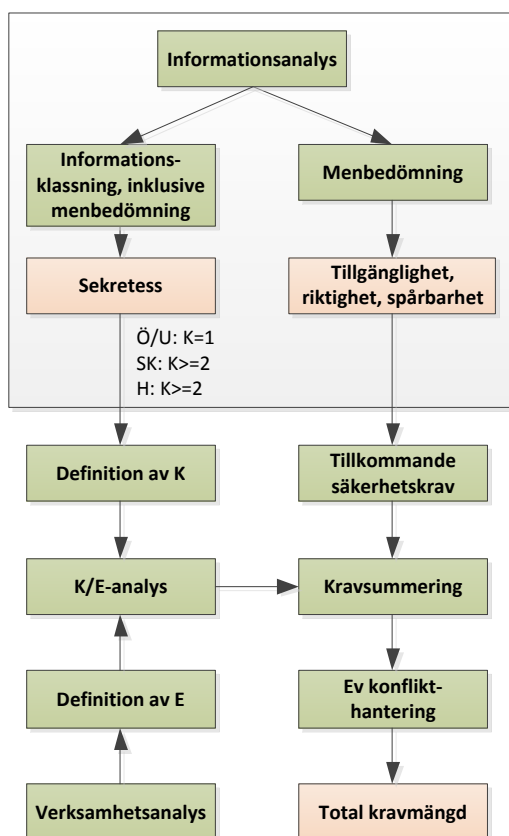 Informationsanalys
Informations-
klassning, inklusive
menbedömning
Menbedömning
Sekretess
Tillgänglighet,
riktighet, spårbarhet
Ö/U: K=1
SK: K>=2
H: K>=2
Definition av K
Tillkommande
säkerhetskrav
K/E-analys
Kravsummering
Definition av E
Ev konflikt-
hantering
Verksamhetsanalys
Total kravmängd